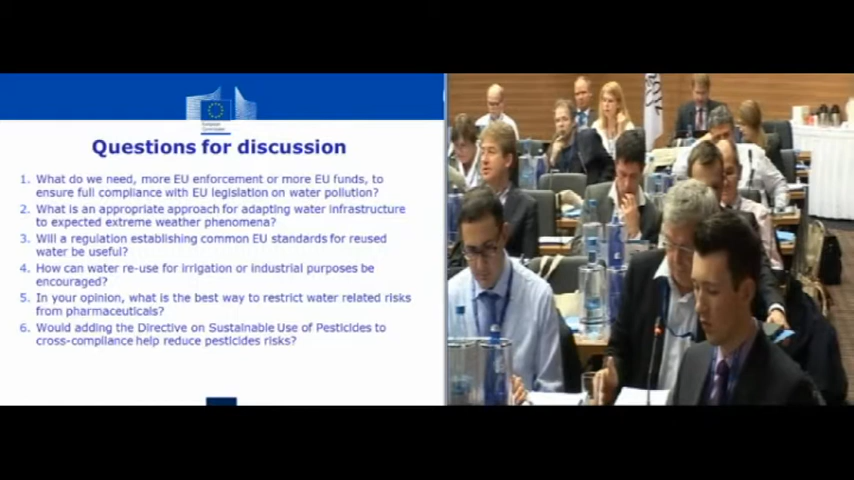 European
Commission
Questions for discussion
1. What do we need, more EU enforcement or more EU funds, to
ensure full compliance with EU legislation on water pollution?
2. What is an appropriate approach for adapting water infrastructure
to expected extreme weather phenomena?
3. Will a regulation establishing common EU standards for reused
water be useful?
4. How can water re-use for irrigation or industrial purposes be
encouraged?
5. In your opinion, what is the best way to restrict water related risks
from pharmaceuticals?
6. Would adding the Directive on Sustainable Use of Pesticides to
cross-compliance help reduce pesticides risks?